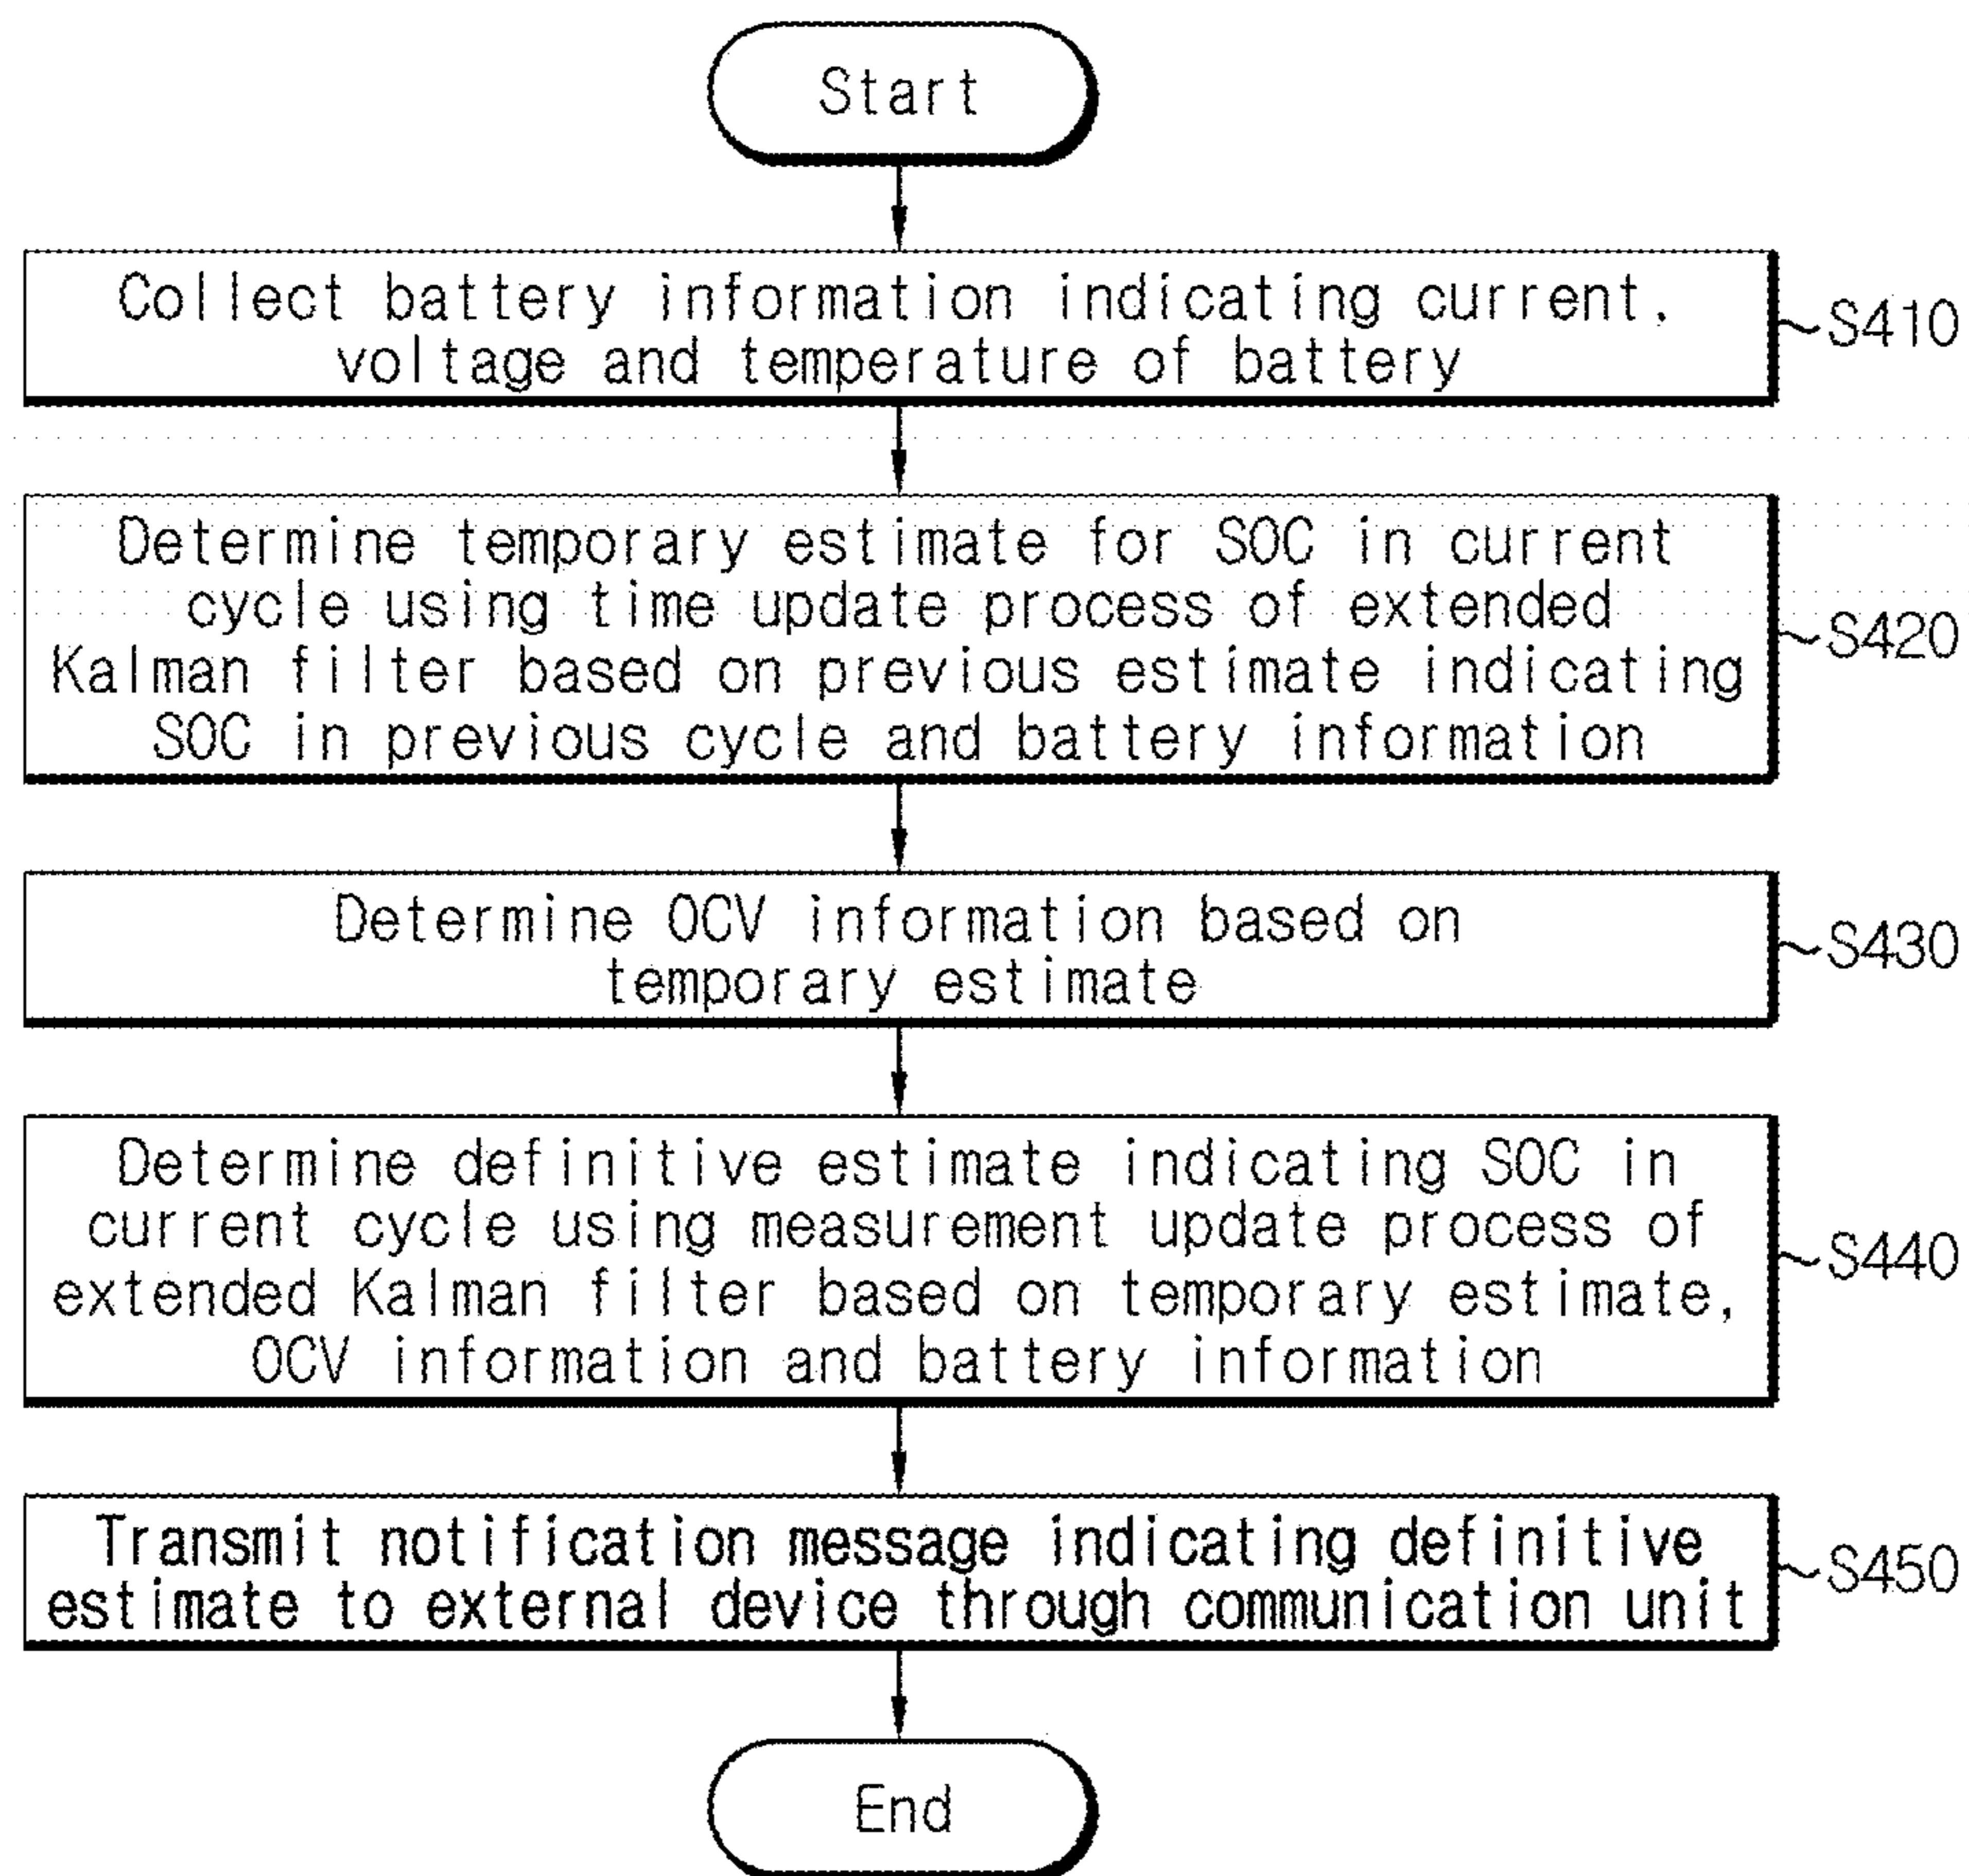 Start
Collect battery information indicating current,
voltage and temperature of battery
S410
Determine temporary estimate for SOC in current
cycle using time update process of extended
Kalman filter based on previous estimate indicating
SOC in previous cycle and battery information
S420
Determine OCV information based on
temporary estimate
S430
Determine definitive estimate indicating SOC in
current cycle using measurement update process of
extended Kalman filter based on temporary estimate,
OCV information and battery information
S440
Transmit notification message indicating definitive
estimate to external device through communication unit
S450
End